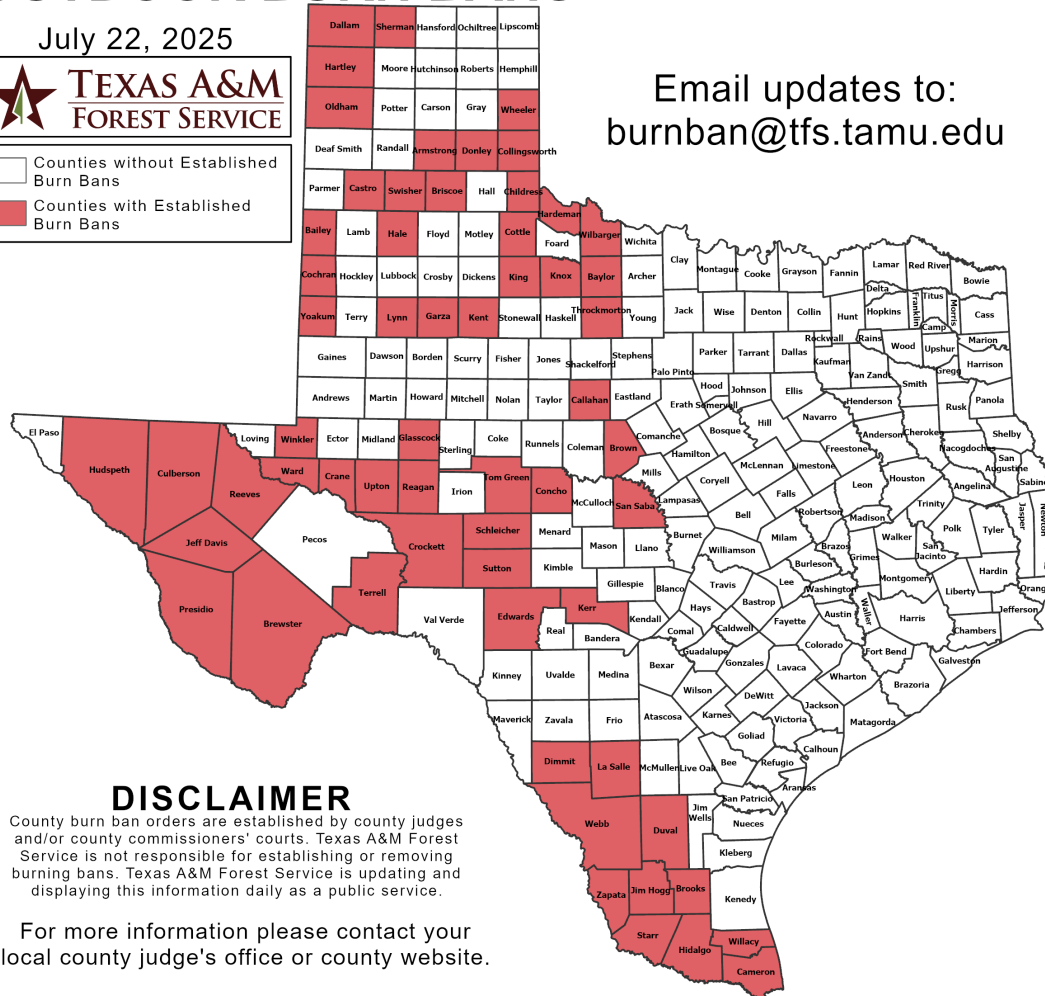 July 22, 2025
TEXAS A&M
FOREST SERVICE
Counties without Established
Burn Bans
Counties with Established
Burn Bans
Email updates to:
burnban@tfs.tamu.edu
Dallam Sherman Hansford Ochiltree Lipscomb
Hartley Moore Hutchinson Roberts Hemphill
Oldham Potter Carson Gray Wheeler
Deaf Smith Randall Armstrong Donley Collingsworth
Parmer Castro Swisher Briscoe Hall Childress
Hardeman
Bailey Lamb Hale Floyd Motley Cottle Foard Wilbarger Wichita
Clay Montague Cooke Grayson Fannin Lamar Red River Bowie
Cochran Hockley Lubbock Crosby Dickens King Knox Baylor Archer
Delta Titus Franklin Morris
Yoakum Terry Lynn Garza Kent Stonewall Haskell Throckmorton Young Jack Wise Denton Collin Hunt Hopkins Cass
Camp
Rockwall Rains Wood Upshur Marion
Gaines Dawson Borden Scurry Fisher Jones Shackelford Stephens Palo Pinto Parker Tarrant Dallas Kaufman Van Zandt Gregg Harrison
Smith
Andrews Martin Howard Mitchell Nolan Taylor Callahan Eastland Erath Hood Somervell Johnson Ellis Henderson Rusk Panola
El Paso Loving Winkler Ector Midland Glasscock Sterling Coke Runnels Coleman Brown Comanche Bosque Hill Navarro Anderson Cherokee Shelby
Hamilton Freestone Nacogdoches San
Augustine
Hudspeth Culberson Reeves Ward Crane Upton Reagan Irion Tom Green Concho McCulloch San Saba Mills Lampasas Coryell McLennan Limestone Leon Houston Angelina Sabine
Falls Trinity Jasper Newton
Jeff Davis Pecos Crockett Schleicher Menard Mason Llano Burnet Bell Milam Robertson Madison Walker Polk Tyler
San
Jacinto
Williamson Brazos Grimes
Presidio Brewster Terrell Sutton Kimble Gillespie Blanco Travis Lee Burleson Washington Montgomery Liberty Hardin
Val Verde Edwards Kerr Real Bandera Kendall Hays Bastrop Fayette Austin Waller Harris Jefferson
Comal Caldwell Chambers
Kinney Uvalde Medina Bexar Guadalupe Gonzales Lavaca Colorado Wharton Fort Bend Galveston
Wilson Brazoria
Maverick Zavala Frio Atascosa Karnes DeWitt Victoria Jackson Matagorda
Goliad Calhoun
Dimmit La Salle McMullen Live Oak Bee Refugio Aransas
San Patricio
Webb Duval Jim
Wells
Nueces
Kleberg
Zapata Jim Hogg Brooks Kenedy
Starr Hidalgo Willacy
Cameron
DISCLAIMER
County burn ban orders are established by county judges
and/or county commissioners' courts. Texas A&M Forest
Service is not responsible for establishing or removing
burning bans. Texas A&M Forest Service is updating and
displaying this information daily as a public service.
For more information please contact your
local county judge's office or county website.